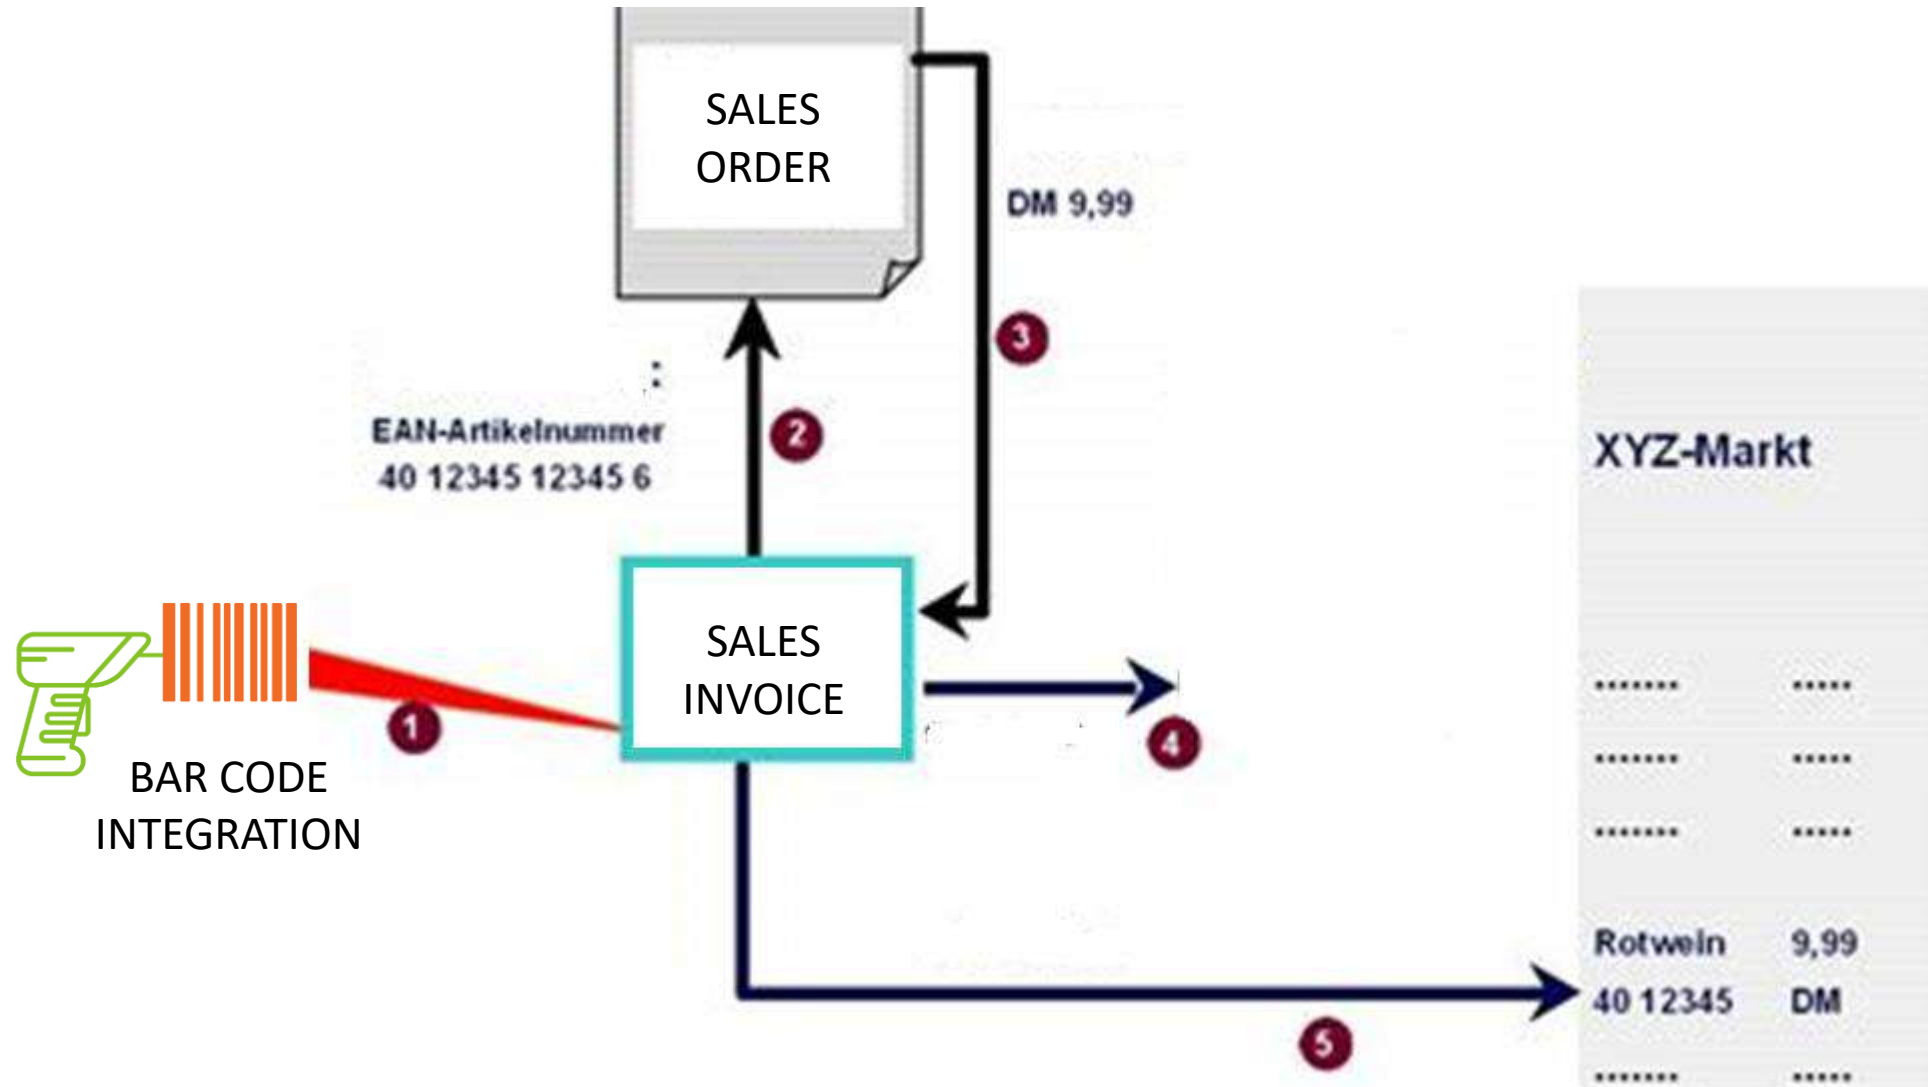 SALES
ORDER
DM 9,99
3
:
EAN-Artikelnummer
40 12345 12345 6
2
XYZ-Markt
SALES
INVOICE
1
4
BAR CODE
INTEGRATION
....... .....
....... .....
....... .....
Rotwein 9,99
40 12345 DM
5
....... .....